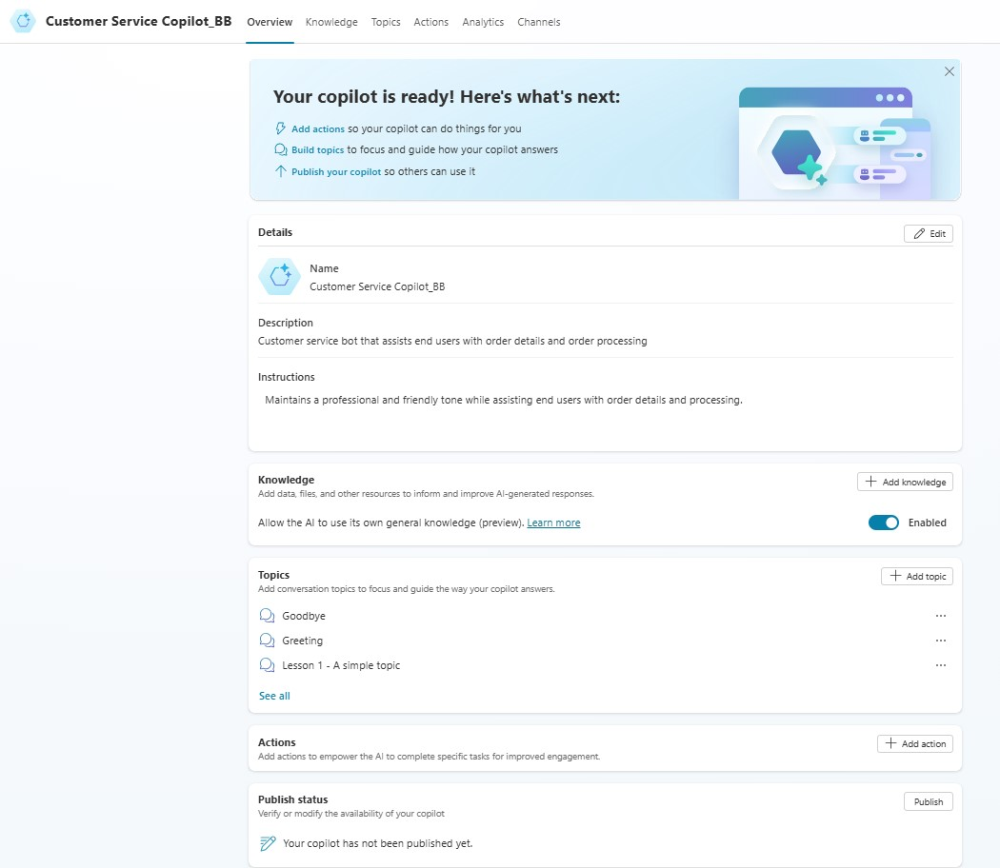 Customer Service Copilot_BB Overview Knowledge Topics Actions Analytics Channels
Your copilot is ready! Here's what's next:
Add actions so your copilot can do things for you
Build topics to focus and guide how your copilot answers
Publish your copilot so others can use it
Details
Edit
Name
Customer Service Copilot_BB
Description
Customer service bot that assists end users with order details and order processing
Instructions
Maintains a professional and friendly tone while assisting end users with order details and processing.
Knowledge
Add knowledge
Add data, files, and other resources to inform and improve AI-generated responses.
Allow the AI to use its own general knowledge (preview). Learn more
Enabled
Topics
Add topic
Add conversation topics to focus and guide the way your copilot answers.
Goodbye
Greeting
Lesson 1 - A simple topic
See all
Actions
Add action
Add actions to empower the AI to complete specific tasks for improved engagement.
Publish status
Publish
Verify or modify the availability of your copilot
Your copilot has not been published yet.